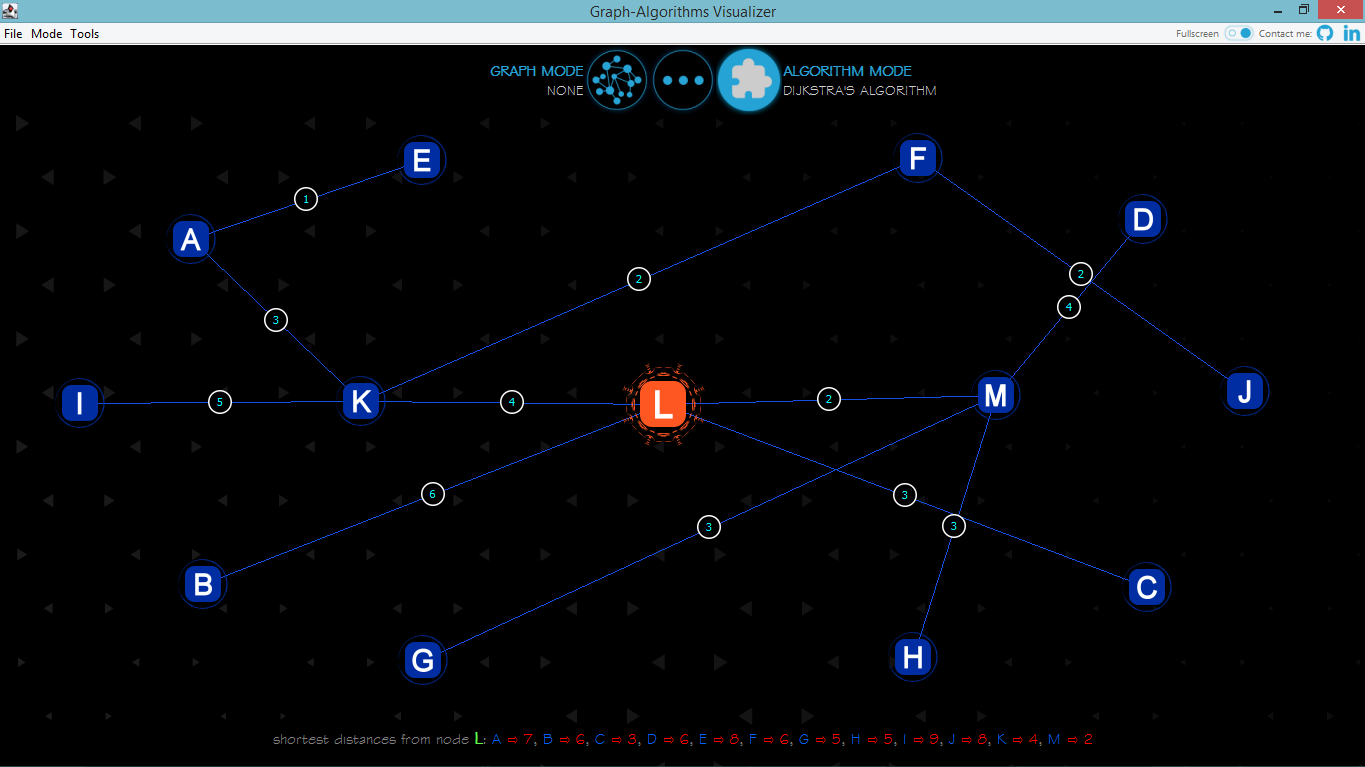 Graph-Algorithms Visualizer
File Mode Tools Fullscreen Contact me: in
GRAPH MODE ALGORITHM MODE
NONE DIJKSTRA'S ALGORITHM
E F
1
D
A
2 2
4
3
I 5 K 4 L 2 M J
6 3
3 3
B C
G H
shortest distances from node L: A ⇨ 7, B ⇨ 6, C ⇨ 3, D ⇨ 6, E ⇨ 8, F ⇨ 6, G ⇨ 5, H ⇨ 5, I ⇨ 9, J ⇨ 8, K ⇨ 4, M ⇨ 2